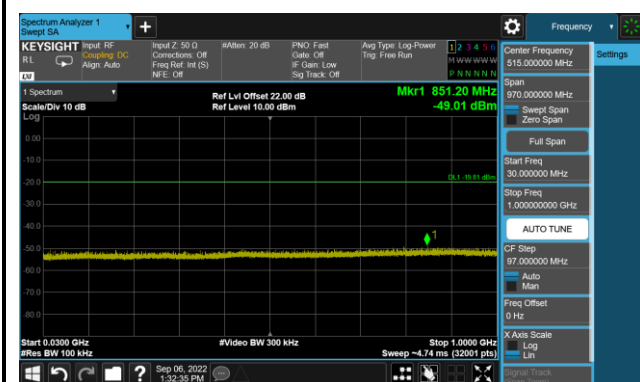 Spectrum Analyzer 1
Swept SA
Frequency
KEYSIGHT
Input: RF
Coupling: DC
Align: Auto
Input Z: 50 Ω
Corrections: Off
Freq Ref: Int (S)
NFE: Off
#Atten: 20 dB
PNO: Fast
Gate: Off
IF Gain: Low
Sig Track: Off
Avg Type: Log-Power
Trig: Free Run
1 2 3 4 5 6
M W W W W W
P N N N N N
RL
LXI
Center Frequency
515.000000 MHz
Settings
Span
970.000000 MHz
Swept Span
Zero Span
Full Span
Start Freq
30.000000 MHz
Stop Freq
1.000000000 GHz
AUTO TUNE
CF Step
97.000000 MHz
Auto
Man
Freq Offset
0 Hz
X Axis Scale
Log
Lin
Signal Track
1 Spectrum
Scale/Div 10 dB
Ref Lvl Offset 22.00 dB
Ref Level 10.00 dBm
Mkr1 851.20 MHz
-49.01 dBm
Log
0.00
-10.0
-20.0
-30.0
-40.0
-50.0
-60.0
-70.0
-80.0
DL1 -19.81 dBm
1
Start 0.0300 GHz
#Res BW 100 kHz
#Video BW 300 kHz
Stop 1.0000 GHz
Sweep ~4.74 ms (32001 pts)
?
Sep 06, 2022
1:32:35 PM